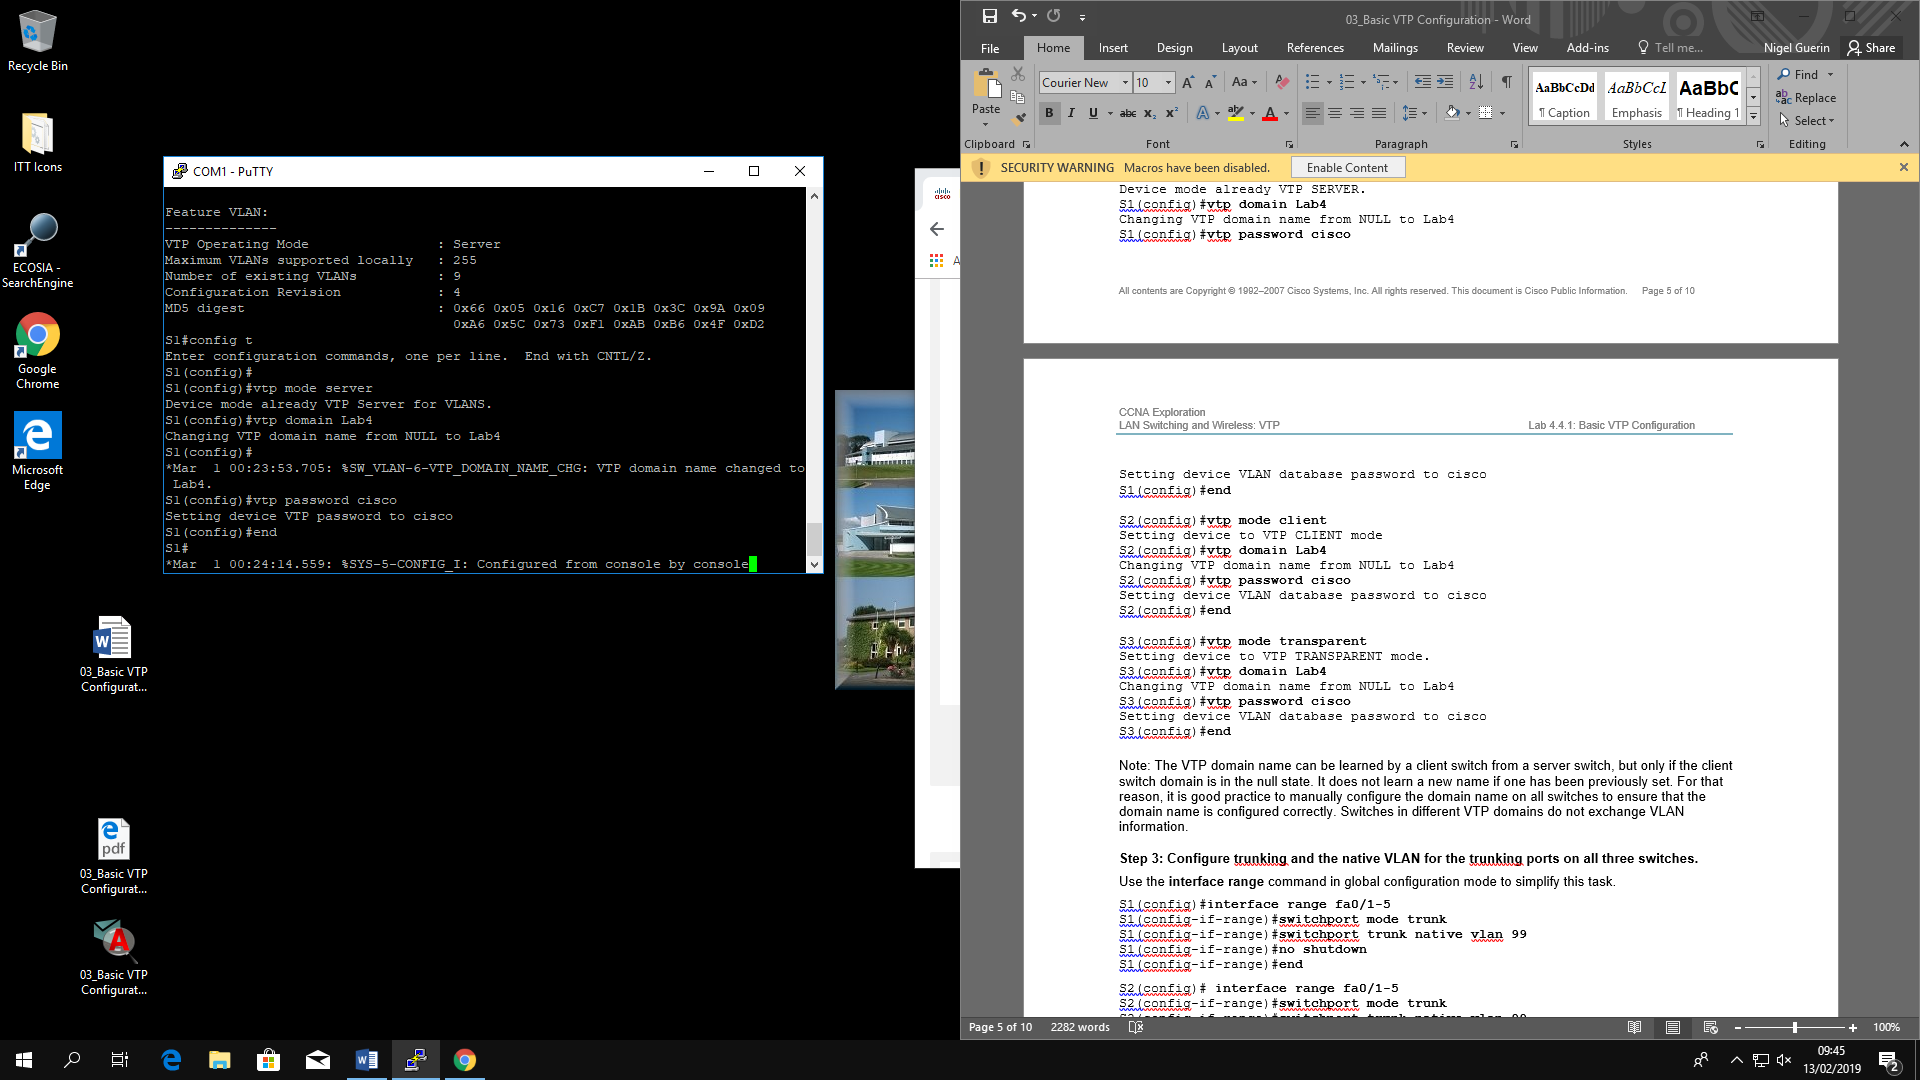 Recycle Bin
ITT Icons
ECOSIA -
SearchEngine
Google
Chrome
Microsoft
Edge
03_Basic VTP
Configurat...
pdf
03_Basic VTP
Configurat...
03_Basic VTP
Configurat...
COM1 - PuTTY
Feature VLAN:
--------------
VTP Operating Mode                : Server
Maximum VLANs supported locally   : 255
Number of existing VLANs          : 9
Configuration Revision            : 4
MD5 digest                        : 0x66 0x05 0x16 0xC7 0x1B 0x3C 0x9A 0x09
0xA6 0x5C 0x73 0xF1 0xAB 0xB6 0x4F 0xD2
S1#config t
Enter configuration commands, one per line.  End with CNTL/Z.
S1(config)#
S1(config)#vtp mode server
Device mode already VTP Server for VLANS.
S1(config)#vtp domain Lab4
Changing VTP domain name from NULL to Lab4
S1(config)#
*Mar  1 00:23:53.705: %SW_VLAN-6-VTP_DOMAIN_NAME_CHG: VTP domain name changed to
Lab4.
S1(config)#vtp password cisco
Setting device VTP password to cisco
S1(config)#end
S1#
*Mar  1 00:24:14.559: %SYS-5-CONFIG_I: Configured from console by console
cisco
A
03_Basic VTP Configuration - Word
File Home Insert Design Layout References Mailings Review View Add-ins Tell me... Nigel Guerin Share
Paste
Courier New 10
AaBbCcDd AaBbCcL AaBbC
¶ Caption Emphasis ¶ Heading 1
Find
Replace
Select
Clipboard Font Paragraph Styles Editing
SECURITY WARNING Macros have been disabled. Enable Content
Device mode already VTP SERVER.
S1(config)#vtp domain Lab4
Changing VTP domain name from NULL to Lab4
S1(config)#vtp password cisco
All contents are Copyright © 1992–2007 Cisco Systems, Inc. All rights reserved. This document is Cisco Public Information. Page 5 of 10
CCNA Exploration
LAN Switching and Wireless: VTP Lab 4.4.1: Basic VTP Configuration
Setting device VLAN database password to cisco
S1(config)#end
S2(config)#vtp mode client
Setting device to VTP CLIENT mode
S2(config)#vtp domain Lab4
Changing VTP domain name from NULL to Lab4
S2(config)#vtp password cisco
Setting device VLAN database password to cisco
S2(config)#end
S3(config)#vtp mode transparent
Setting device to VTP TRANSPARENT mode.
S3(config)#vtp domain Lab4
Changing VTP domain name from NULL to Lab4
S3(config)#vtp password cisco
Setting device VLAN database password to cisco
S3(config)#end
Note: The VTP domain name can be learned by a client switch from a server switch, but only if the client
switch domain is in the null state. It does not learn a new name if one has been previously set. For that
reason, it is good practice to manually configure the domain name on all switches to ensure that the
domain name is configured correctly. Switches in different VTP domains do not exchange VLAN
information.
Step 3: Configure trunking and the native VLAN for the trunking ports on all three switches.
Use the interface range command in global configuration mode to simplify this task.
S1(config)#interface range fa0/1-5
S1(config-if-range)#switchport mode trunk
S1(config-if-range)#switchport trunk native vlan 99
S1(config-if-range)#no shutdown
S1(config-if-range)#end
S2(config)# interface range fa0/1-5
S2(config-if-range)#switchport mode trunk
Page 5 of 10 2282 words 100%
09:45
13/02/2019
2